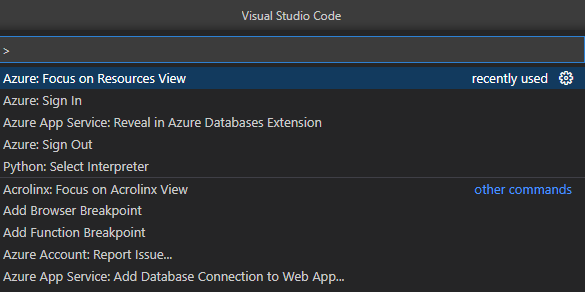 Visual Studio Code
>
Azure: Focus on Resources View recently used
Azure: Sign In
Azure App Service: Reveal in Azure Databases Extension
Azure: Sign Out
Python: Select Interpreter
Acrolinx: Focus on Acrolinx View other commands
Add Browser Breakpoint
Add Function Breakpoint
Azure Account: Report Issue...
Azure App Service: Add Database Connection to Web App...